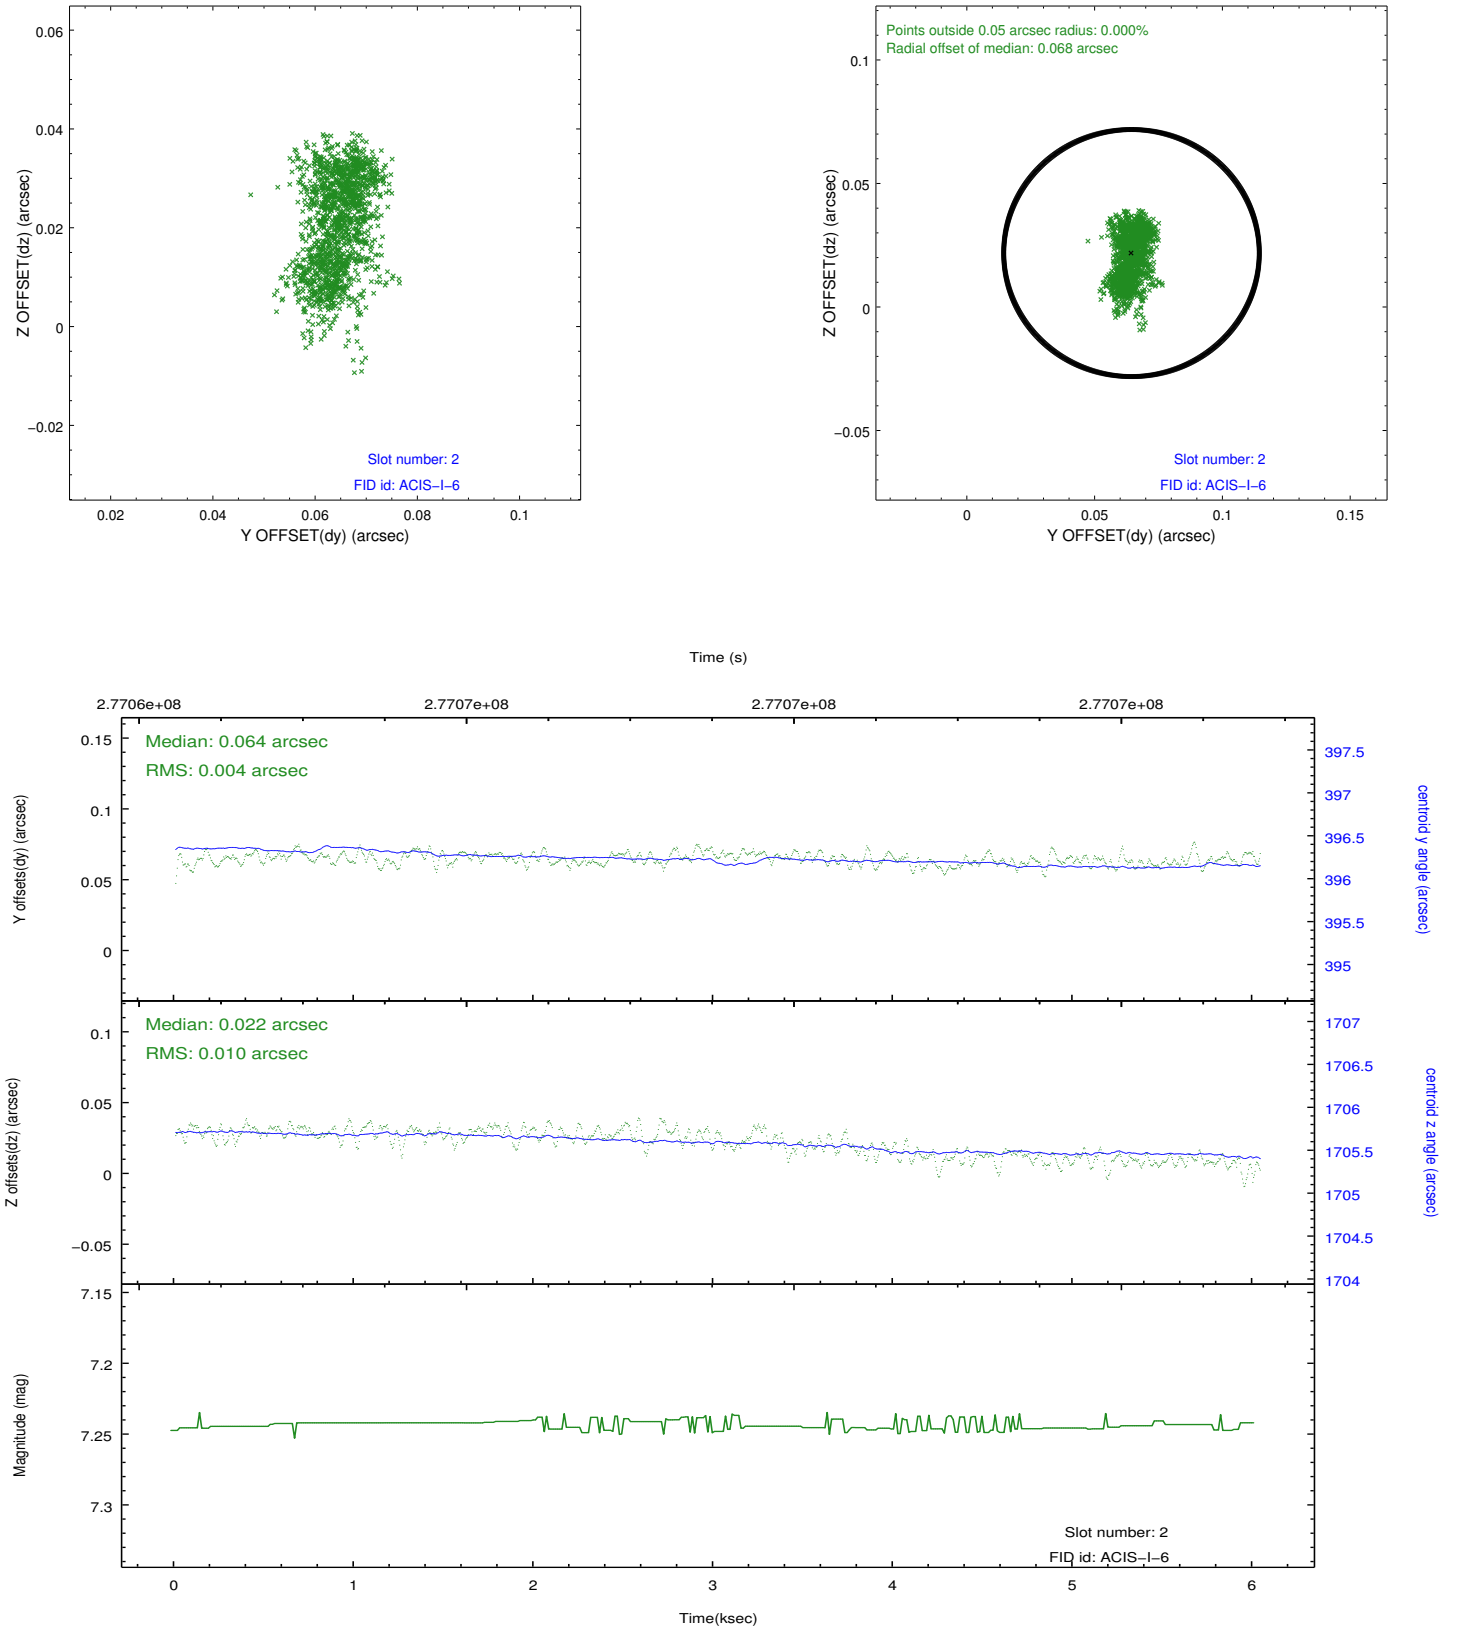 0.06
0.04
0.02
0
−0.02
Z OFFSET(dz) (arcsec)
Slot number: 2
FID id: ACIS−I−6
0.02 0.04 0.06 0.08 0.1
Y OFFSET(dy) (arcsec)
Points outside 0.05 arcsec radius: 0.000%
Radial offset of median: 0.068 arcsec
0.1
0.05
0
−0.05
Z OFFSET(dz) (arcsec)
Slot number: 2
FID id: ACIS−I−6
0 0.05 0.1 0.15
Y OFFSET(dy) (arcsec)
Time (s)
2.7706e+08 2.7707e+08 2.7707e+08 2.7707e+08
Median: 0.064 arcsec
RMS: 0.004 arcsec
0.15
0.1
0.05
0
Y offsets(dy) (arcsec)
397.5
397
396.5
396
395.5
395
centroid y angle (arcsec)
Median: 0.022 arcsec
RMS: 0.010 arcsec
0.1
0.05
0
−0.05
Z offsets(dz) (arcsec)
1707
1706.5
1706
1705.5
1705
1704.5
1704
centroid z angle (arcsec)
7.15
7.2
7.25
7.3
Magnitude (mag)
Slot number: 2
FID id: ACIS−I−6
0 1 2 3 4 5 6
Time(ksec)